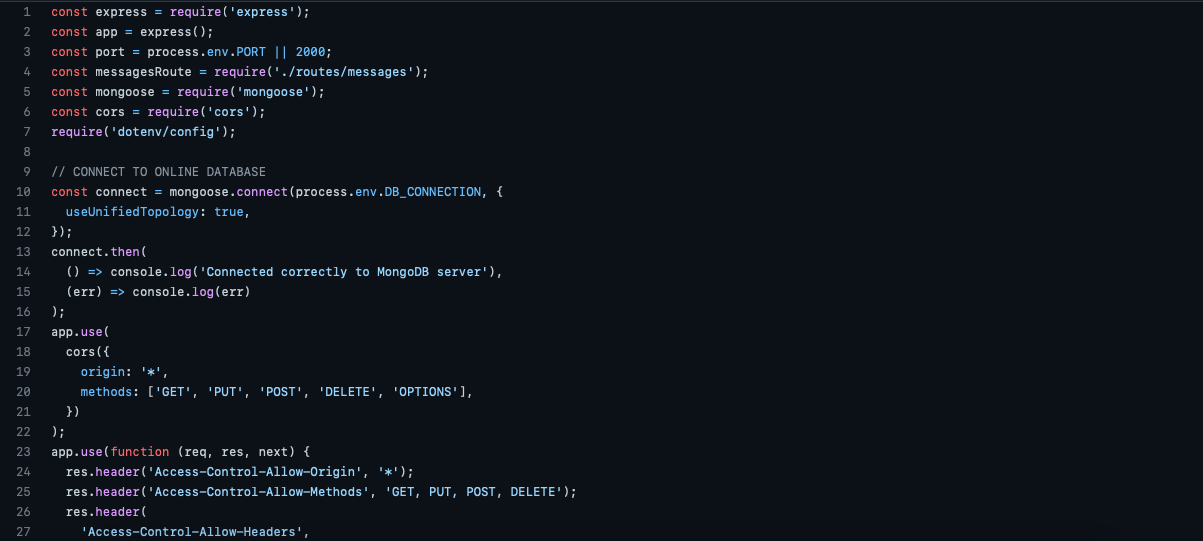 1 const express = require('express');
2 const app = express();
3 const port = process.env.PORT || 2000;
4 const messagesRoute = require('./routes/messages');
5 const mongoose = require('mongoose');
6 const cors = require('cors');
7 require('dotenv/config');
8
9 // CONNECT TO ONLINE DATABASE
10 const connect = mongoose.connect(process.env.DB_CONNECTION, {
11   useUnifiedTopology: true,
12 });
13 connect.then(
14   () => console.log('Connected correctly to MongoDB server'),
15   (err) => console.log(err)
16 );
17 app.use(
18   cors({
19     origin: '*',
20     methods: ['GET', 'PUT', 'POST', 'DELETE', 'OPTIONS'],
21   })
22 );
23 app.use(function (req, res, next) {
24   res.header('Access-Control-Allow-Origin', '*');
25   res.header('Access-Control-Allow-Methods', 'GET, PUT, POST, DELETE');
26   res.header(
27     'Access-Control-Allow-Headers',